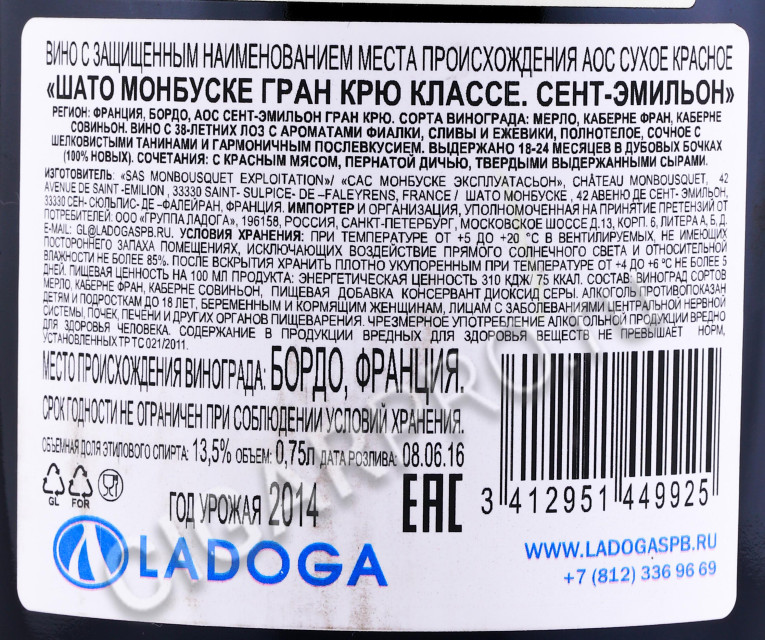 ВИНО С ЗАЩИЩЕННЫМ НАИМЕНОВАНИЕМ МЕСТА ПРОИСХОЖДЕНИЯ АОС СУХОЕ КРАСНОЕ
«ШАТО МОНБУСКЕ ГРАН КРЮ КЛАССЕ. СЕНТ-ЭМИЛЬОН»
РЕГИОН: ФРАНЦИЯ, БОРДО, АОС СЕНТ-ЭМИЛЬОН ГРАН КРЮ. СОРТА ВИНОГРАДА: МЕРЛО, КАБЕРНЕ ФРАН, КАБЕРНЕ
СОВИНЬОН. ВИНО С 38-ЛЕТНИХ ЛОЗ С АРОМАТАМИ ФИАЛКИ, СЛИВЫ И ЕЖЕВИКИ, ПОЛНОТЕЛОЕ, СОЧНОЕ С
ШЕЛКОВИСТЫМИ ТАНИНАМИ И ГАРМОНИЧНЫМ ПОСЛЕВКУСИЕМ. ВЫДЕРЖАНО 18-24 МЕСЯЦЕВ В ДУБОВЫХ БОЧКАХ
(100% НОВЫХ). СОЧЕТАНИЯ: С КРАСНЫМ МЯСОМ, ПЕРНАТОЙ ДИЧЬЮ, ТВЕРДЫМИ ВЫДЕРЖАННЫМИ СЫРАМИ.
ИЗГОТОВИТЕЛЬ: «SAS MONBOUSQUET EXPLOITATION»/ «САС МОНБУСКЕ ЭКСПЛУАТАСЬОН», CHÂTEAU MONBOUSQUET, 42
AVENUE DE SAINT -EMILION , 33330 SAINT- SULPICE- DE –FALEYRENS, FRANCE / ШАТО МОНБУСКЕ , 42 АВЕНЮ ДЕ СЕНТ- ЭМИЛЬОН,
33330 СЕН- СЮЛЬПИС- ДЕ –ФАЛЕЙРАН, ФРАНЦИЯ. ИМПОРТЕР И ОРГАНИЗАЦИЯ, УПОЛНОМОЧЕННАЯ НА ПРИНЯТИЕ ПРЕТЕНЗИЙ ОТ
ПОТРЕБИТЕЛЕЙ: ООО «ГРУППА ЛАДОГА», 196158, РОССИЯ, САНКТ-ПЕТЕРБУРГ, МОСКОВСКОЕ ШОССЕ Д.13, КОРП. 6, ЛИТЕРА А, Б, Д.
E-MAIL: GL@LADOGASPB.RU. УСЛОВИЯ ХРАНЕНИЯ: ПРИ ТЕМПЕРАТУРЕ ОТ +5 ДО +20 °C В ВЕНТИЛИРУЕМЫХ, НЕ ИМЕЮЩИХ
ПОСТОРОННЕГО ЗАПАХА ПОМЕЩЕНИЯХ, ИСКЛЮЧАЮЩИХ ВОЗДЕЙСТВИЕ ПРЯМОГО СОЛНЕЧНОГО СВЕТА И ОТНОСИТЕЛЬНОЙ
ВЛАЖНОСТИ НЕ БОЛЕЕ 85%. ПОСЛЕ ВСКРЫТИЯ ХРАНИТЬ ПЛОТНО УКУПОРЕННЫМ ПРИ ТЕМПЕРАТУРЕ ОТ +4 ДО +6 °C НЕ БОЛЕЕ 5
ДНЕЙ. ПИЩЕВАЯ ЦЕННОСТЬ НА 100 МЛ ПРОДУКТА: ЭНЕРГЕТИЧЕСКАЯ ЦЕННОСТЬ 310 КДЖ/ 75 ККАЛ. СОСТАВ: ВИНОГРАД СОРТОВ
МЕРЛО, КАБЕРНЕ ФРАН, КАБЕРНЕ СОВИНЬОН, ПИЩЕВАЯ ДОБАВКА КОНСЕРВАНТ ДИОКСИД СЕРЫ. АЛКОГОЛЬ ПРОТИВОПОКАЗАН
ДЕТЯМ И ПОДРОСТКАМ ДО 18 ЛЕТ, БЕРЕМЕННЫМ И КОРМЯЩИМ ЖЕНЩИНАМ, ЛИЦАМ С ЗАБОЛЕВАНИЯМИ ЦЕНТРАЛЬНОЙ НЕРВНОЙ
СИСТЕМЫ, ПОЧЕК, ПЕЧЕНИ И ДРУГИХ ОРГАНОВ ПИЩЕВАРЕНИЯ. ЧРЕЗМЕРНОЕ УПОТРЕБЛЕНИЕ АЛКОГОЛЬНОЙ ПРОДУКЦИИ ВРЕДНО
ДЛЯ ЗДОРОВЬЯ ЧЕЛОВЕКА. СОДЕРЖАНИЕ В ПРОДУКЦИИ ВРЕДНЫХ ДЛЯ ЗДОРОВЬЯ ВЕЩЕСТВ НЕ ПРЕВЫШАЕТ НОРМ,
УСТАНОВЛЕННЫХ ТР ТС 021/2011.
МЕСТО ПРОИСХОЖДЕНИЯ ВИНОГРАДА: БОРДО, ФРАНЦИЯ.
СРОК ГОДНОСТИ НЕ ОГРАНИЧЕН ПРИ СОБЛЮДЕНИИ УСЛОВИЙ ХРАНЕНИЯ.
ОБЪЕМНАЯ ДОЛЯ ЭТИЛОВОГО СПИРТА: 13,5% ОБЪЕМ: 0,75Л ДАТА РОЗЛИВА: 08.06.16
GL FOR
ГОД УРОЖАЯ 2014
EAC
3 412951 449925
LADOGA
WWW.LADOGASPB.RU
+7 (812) 336 96 69
CIGARPRO.RU